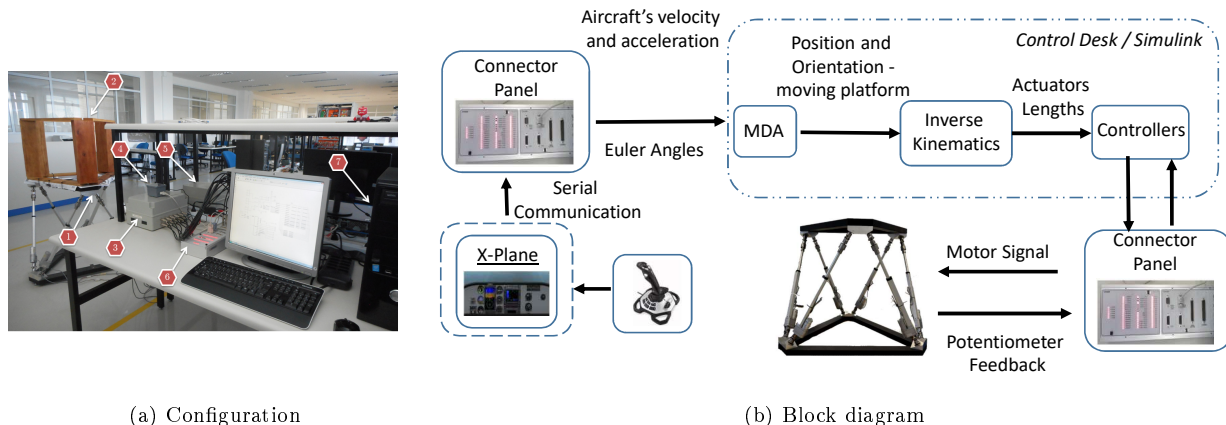 2
4
5
7
3
1
6
(a) Configuration
Aircraft's velocity
and acceleration
Connector
Panel
Euler Angles
Serial
Communication
X-Plane
Control Desk / Simulink
Position and
Orientation -
moving platform
MDA
Inverse
Kinematics
Actuators
Lengths
Controllers
Motor Signal
Potentiometer
Feedback
Connector
Panel
(b) Block diagram